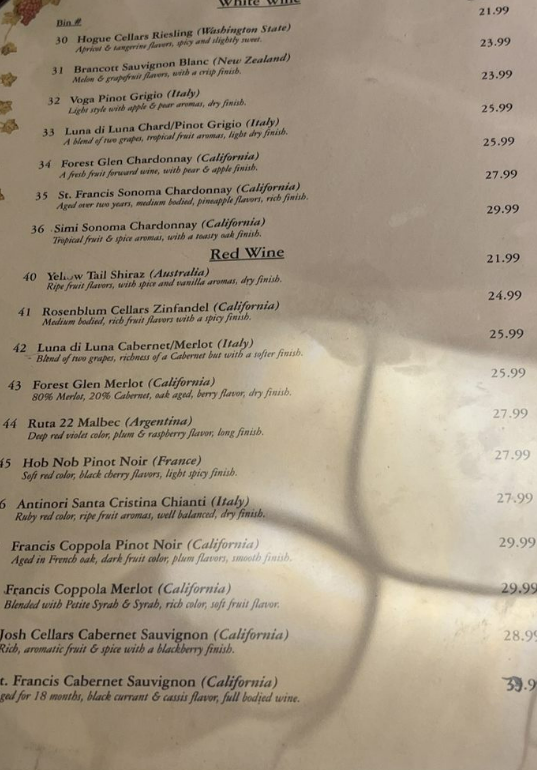 White Wine
Bin #
30 Hogue Cellars Riesling (Washington State) 21.99
Apricot & tangerine flavors, spicy and slightly sweet.
31 Brancott Sauvignon Blanc (New Zealand) 23.99
Melon & grapefruit flavors, with a crisp finish.
32 Voga Pinot Grigio (Italy) 23.99
Light style with apple & pear aromas, dry finish.
33 Luna di Luna Chard/Pinot Grigio (Italy) 25.99
A blend of two grapes, tropical fruit aromas, light dry finish.
34 Forest Glen Chardonnay (California) 25.99
A fresh fruit forward wine, with pear & apple finish.
35 St. Francis Sonoma Chardonnay (California) 27.99
Aged over two years, medium bodied, pineapple flavors, rich finish.
36 Simi Sonoma Chardonnay (California) 29.99
Tropical fruit & spice aromas, with a toasty oak finish.
Red Wine
40 Yellow Tail Shiraz (Australia) 21.99
Ripe fruit flavors, with spice and vanilla aromas, dry finish.
41 Rosenblum Cellars Zinfandel (California) 24.99
Medium bodied, rich fruit flavors with a spicy finish.
42 Luna di Luna Cabernet/Merlot (Italy) 25.99
Blend of two grapes, richness of a Cabernet but with a softer finish.
43 Forest Glen Merlot (California) 25.99
80% Merlot, 20% Cabernet, oak aged, berry flavor, dry finish.
44 Ruta 22 Malbec (Argentina) 27.99
Deep red violet color, plum & raspberry flavor, long finish.
45 Hob Nob Pinot Noir (France) 27.99
Soft red color, black cherry flavors, light spicy finish.
6 Antinori Santa Cristina Chianti (Italy) 27.99
Ruby red color, ripe fruit aromas, well balanced, dry finish.
Francis Coppola Pinot Noir (California) 29.99
Aged in French oak, dark fruit color, plum flavors, smooth finish.
Francis Coppola Merlot (California) 29.99
Blended with Petite Syrah & Syrah, rich color, soft fruit flavor.
Josh Cellars Cabernet Sauvignon (California) 28.99
Rich, aromatic fruit & spice with a blackberry finish.
t. Francis Cabernet Sauvignon (California)
ged for 18 months, black currant & cassis flavor, full bodied wine.